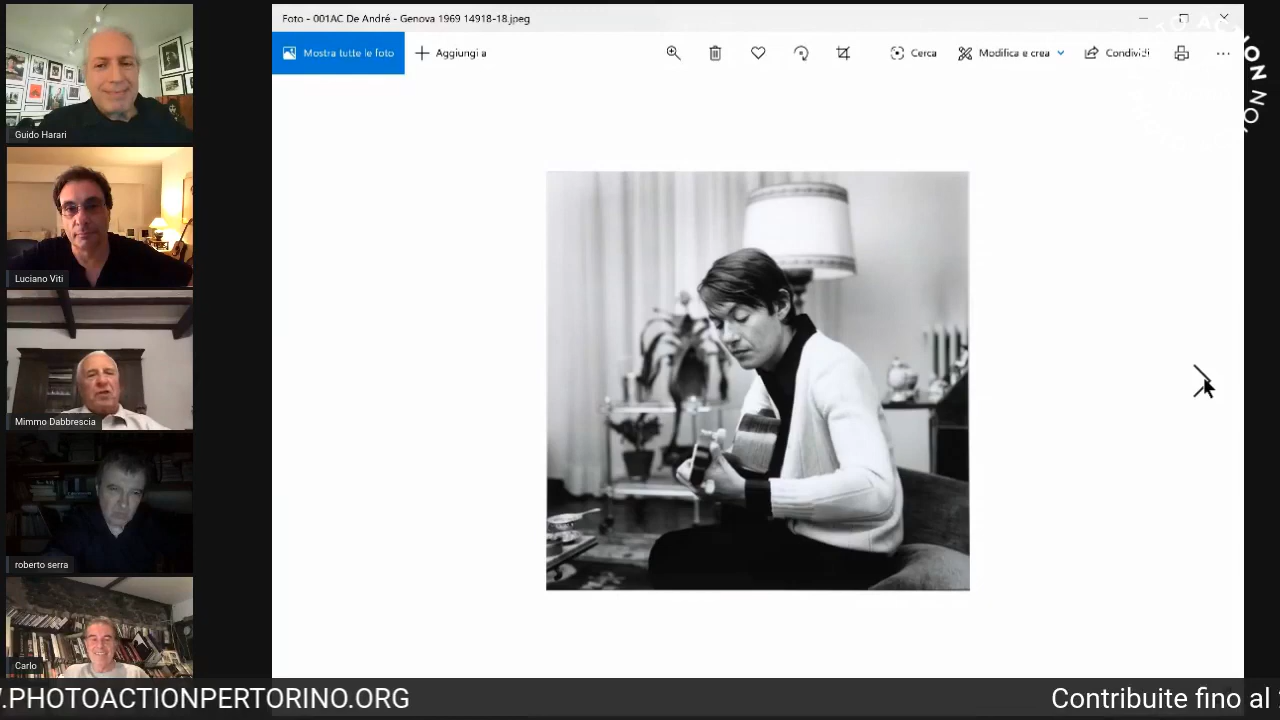 Foto - 001AC De André - Genova 1969 14918-18.jpeg
Mostra tutte le foto
Aggiungi a
Cerca
Modifica e crea
Condividi
Guido Harari
Luciano Viti
Mimmo Dabbrescia
roberto serra
Carlo
.PHOTOACTIONPERTORINO.ORG
Contribuite fino al